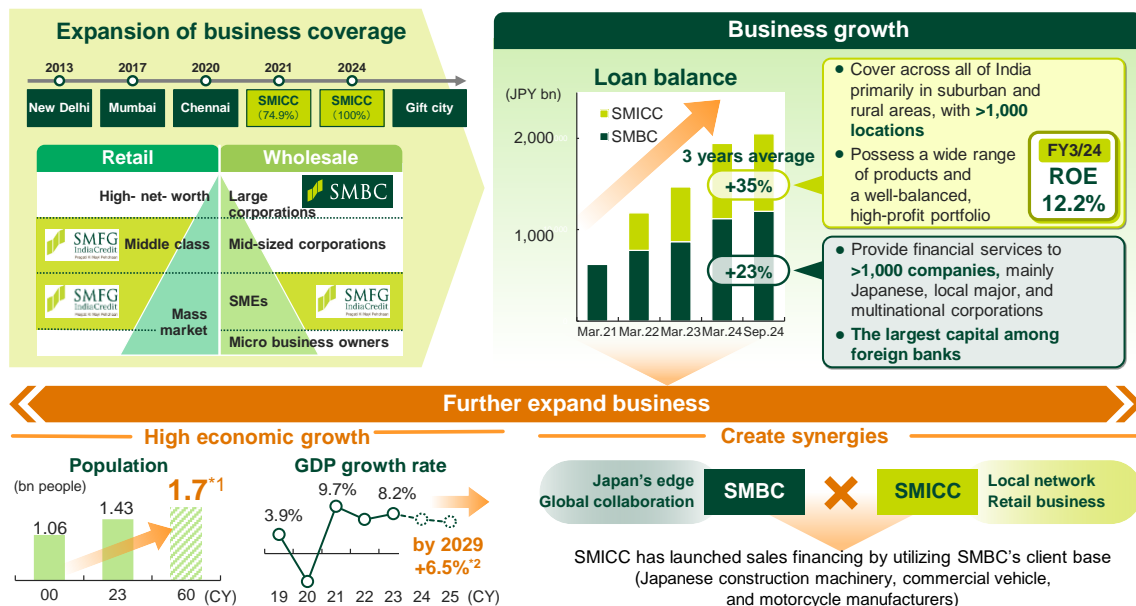 Expansion of business coverage
2013
2017
2020
2021
2024
New Delhi
Mumbai
Chennai
SMICC
(74.9%)
SMICC
(100%)
Gift city
Retail
Wholesale
High- net- worth
Large
corporations
SMBC
SMFG
IndiaCredit
Middle class
Mid-sized corporations
SMFG
IndiaCredit
Mass
market
SMEs
SMFG
IndiaCredit
Micro business owners
Business growth
Loan balance
(JPY bn)
SMICC
SMBC
2,000
1,000
3 years average
+35%
+23%
Mar.21
Mar.22
Mar.23
Mar.24
Sep.24
● Cover across all of India
primarily in suburban and
rural areas, with >1,000
locations
● Possess a wide range
of products and
a well-balanced,
high-profit portfolio
FY3/24
ROE
12.2%
● Provide financial services to
>1,000 companies, mainly
Japanese, local major, and
multinational corporations
● The largest capital among
foreign banks
Further expand business
High economic growth
Population
(bn people)
1.06
1.43
1.7*1
00
23
60
(CY)
GDP growth rate
3.9%
9.7%
8.2%
by 2029
+6.5%*2
19 20 21 22 23 24 25 (CY)
Create synergies
Japan's edge
Global collaboration
SMBC
SMICC
Local network
Retail business
SMICC has launched sales financing by utilizing SMBC's client base
(Japanese construction machinery, commercial vehicle,
and motorcycle manufacturers)